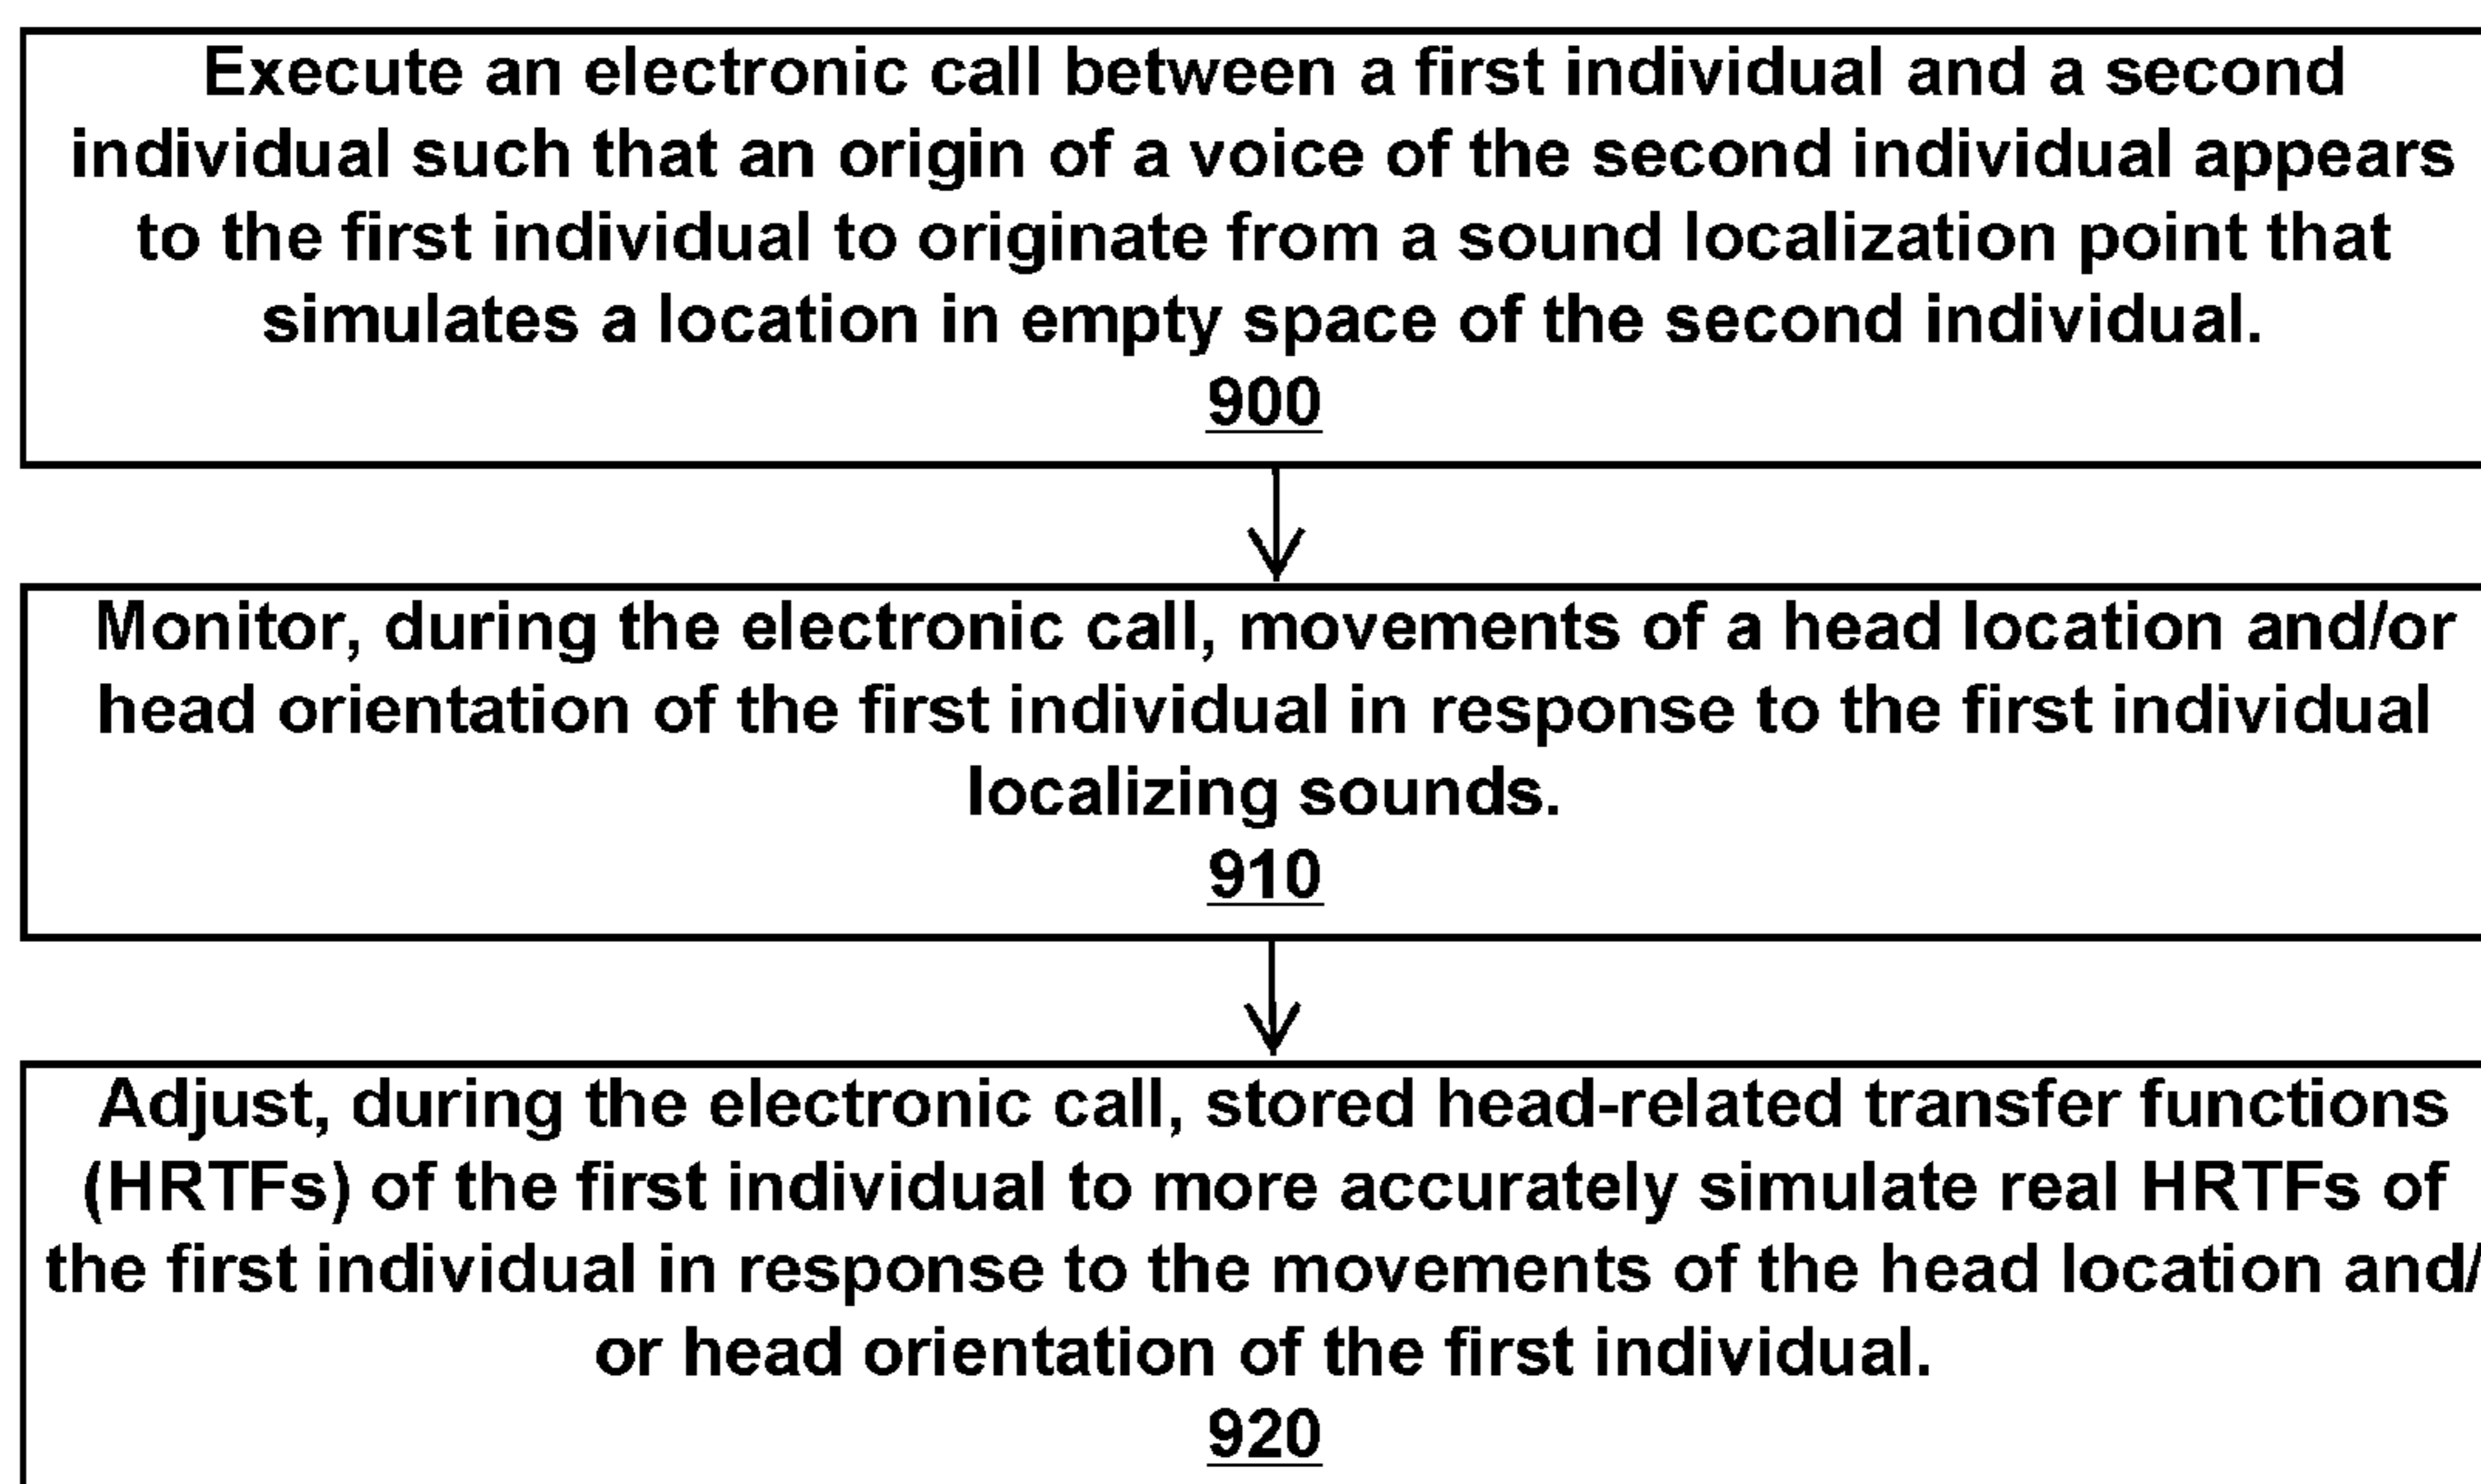 Execute an electronic call between a first individual and a second
individual such that an origin of a voice of the second individual appears
to the first individual to originate from a sound localization point that
simulates a location in empty space of the second individual.
900
Monitor, during the electronic call, movements of a head location and/or
head orientation of the first individual in response to the first individual
localizing sounds.
910
Adjust, during the electronic call, stored head-related transfer functions
(HRTFs) of the first individual to more accurately simulate real HRTFs of
the first individual in response to the movements of the head location and/
or head orientation of the first individual.
920